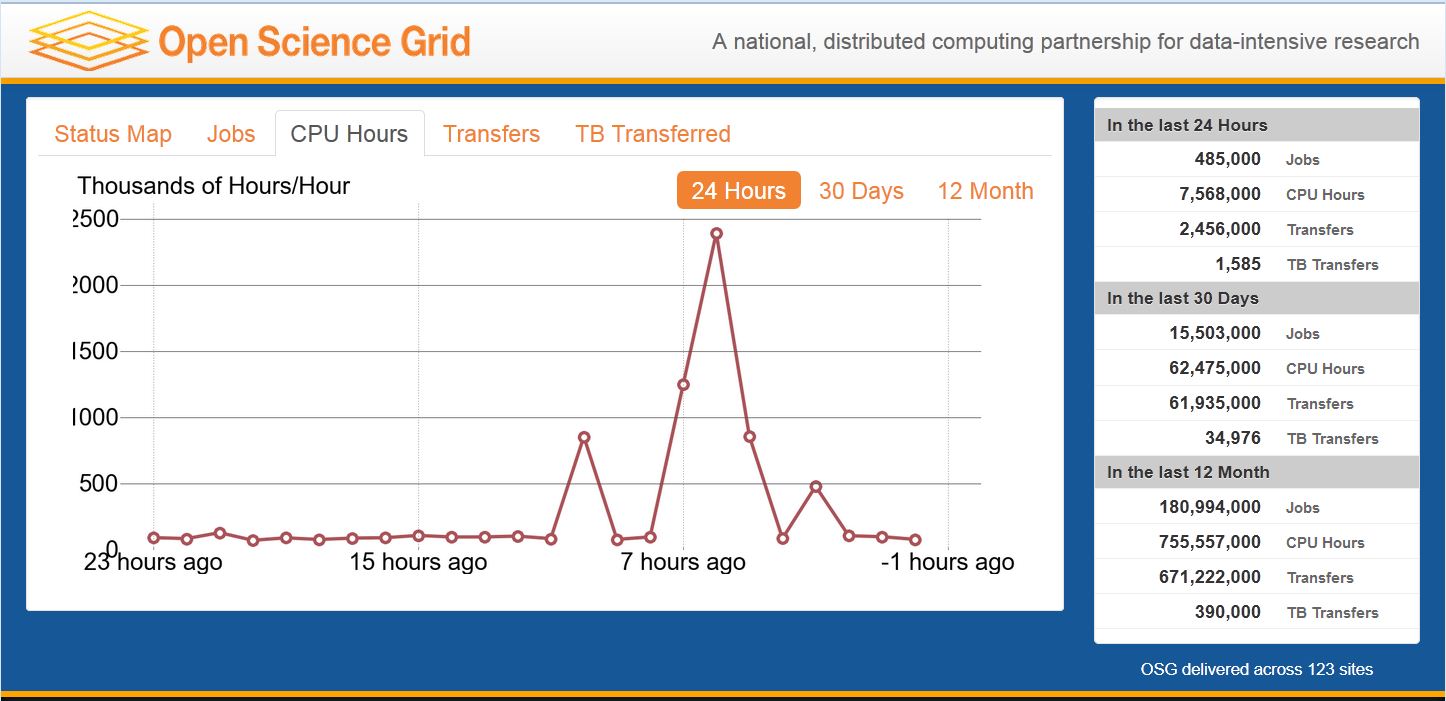 Open Science Grid
A national, distributed computing partnership for data-intensive research
Status Map Jobs CPU Hours Transfers TB Transferred
Thousands of Hours/Hour
24 Hours 30 Days 12 Month
2500
2000
1500
1000
500
0
23 hours ago 15 hours ago 7 hours ago -1 hours ago
In the last 24 Hours
485,000 Jobs
7,568,000 CPU Hours
2,456,000 Transfers
1,585 TB Transfers
In the last 30 Days
15,503,000 Jobs
62,475,000 CPU Hours
61,935,000 Transfers
34,976 TB Transfers
In the last 12 Month
180,994,000 Jobs
755,557,000 CPU Hours
671,222,000 Transfers
390,000 TB Transfers
OSG delivered across 123 sites